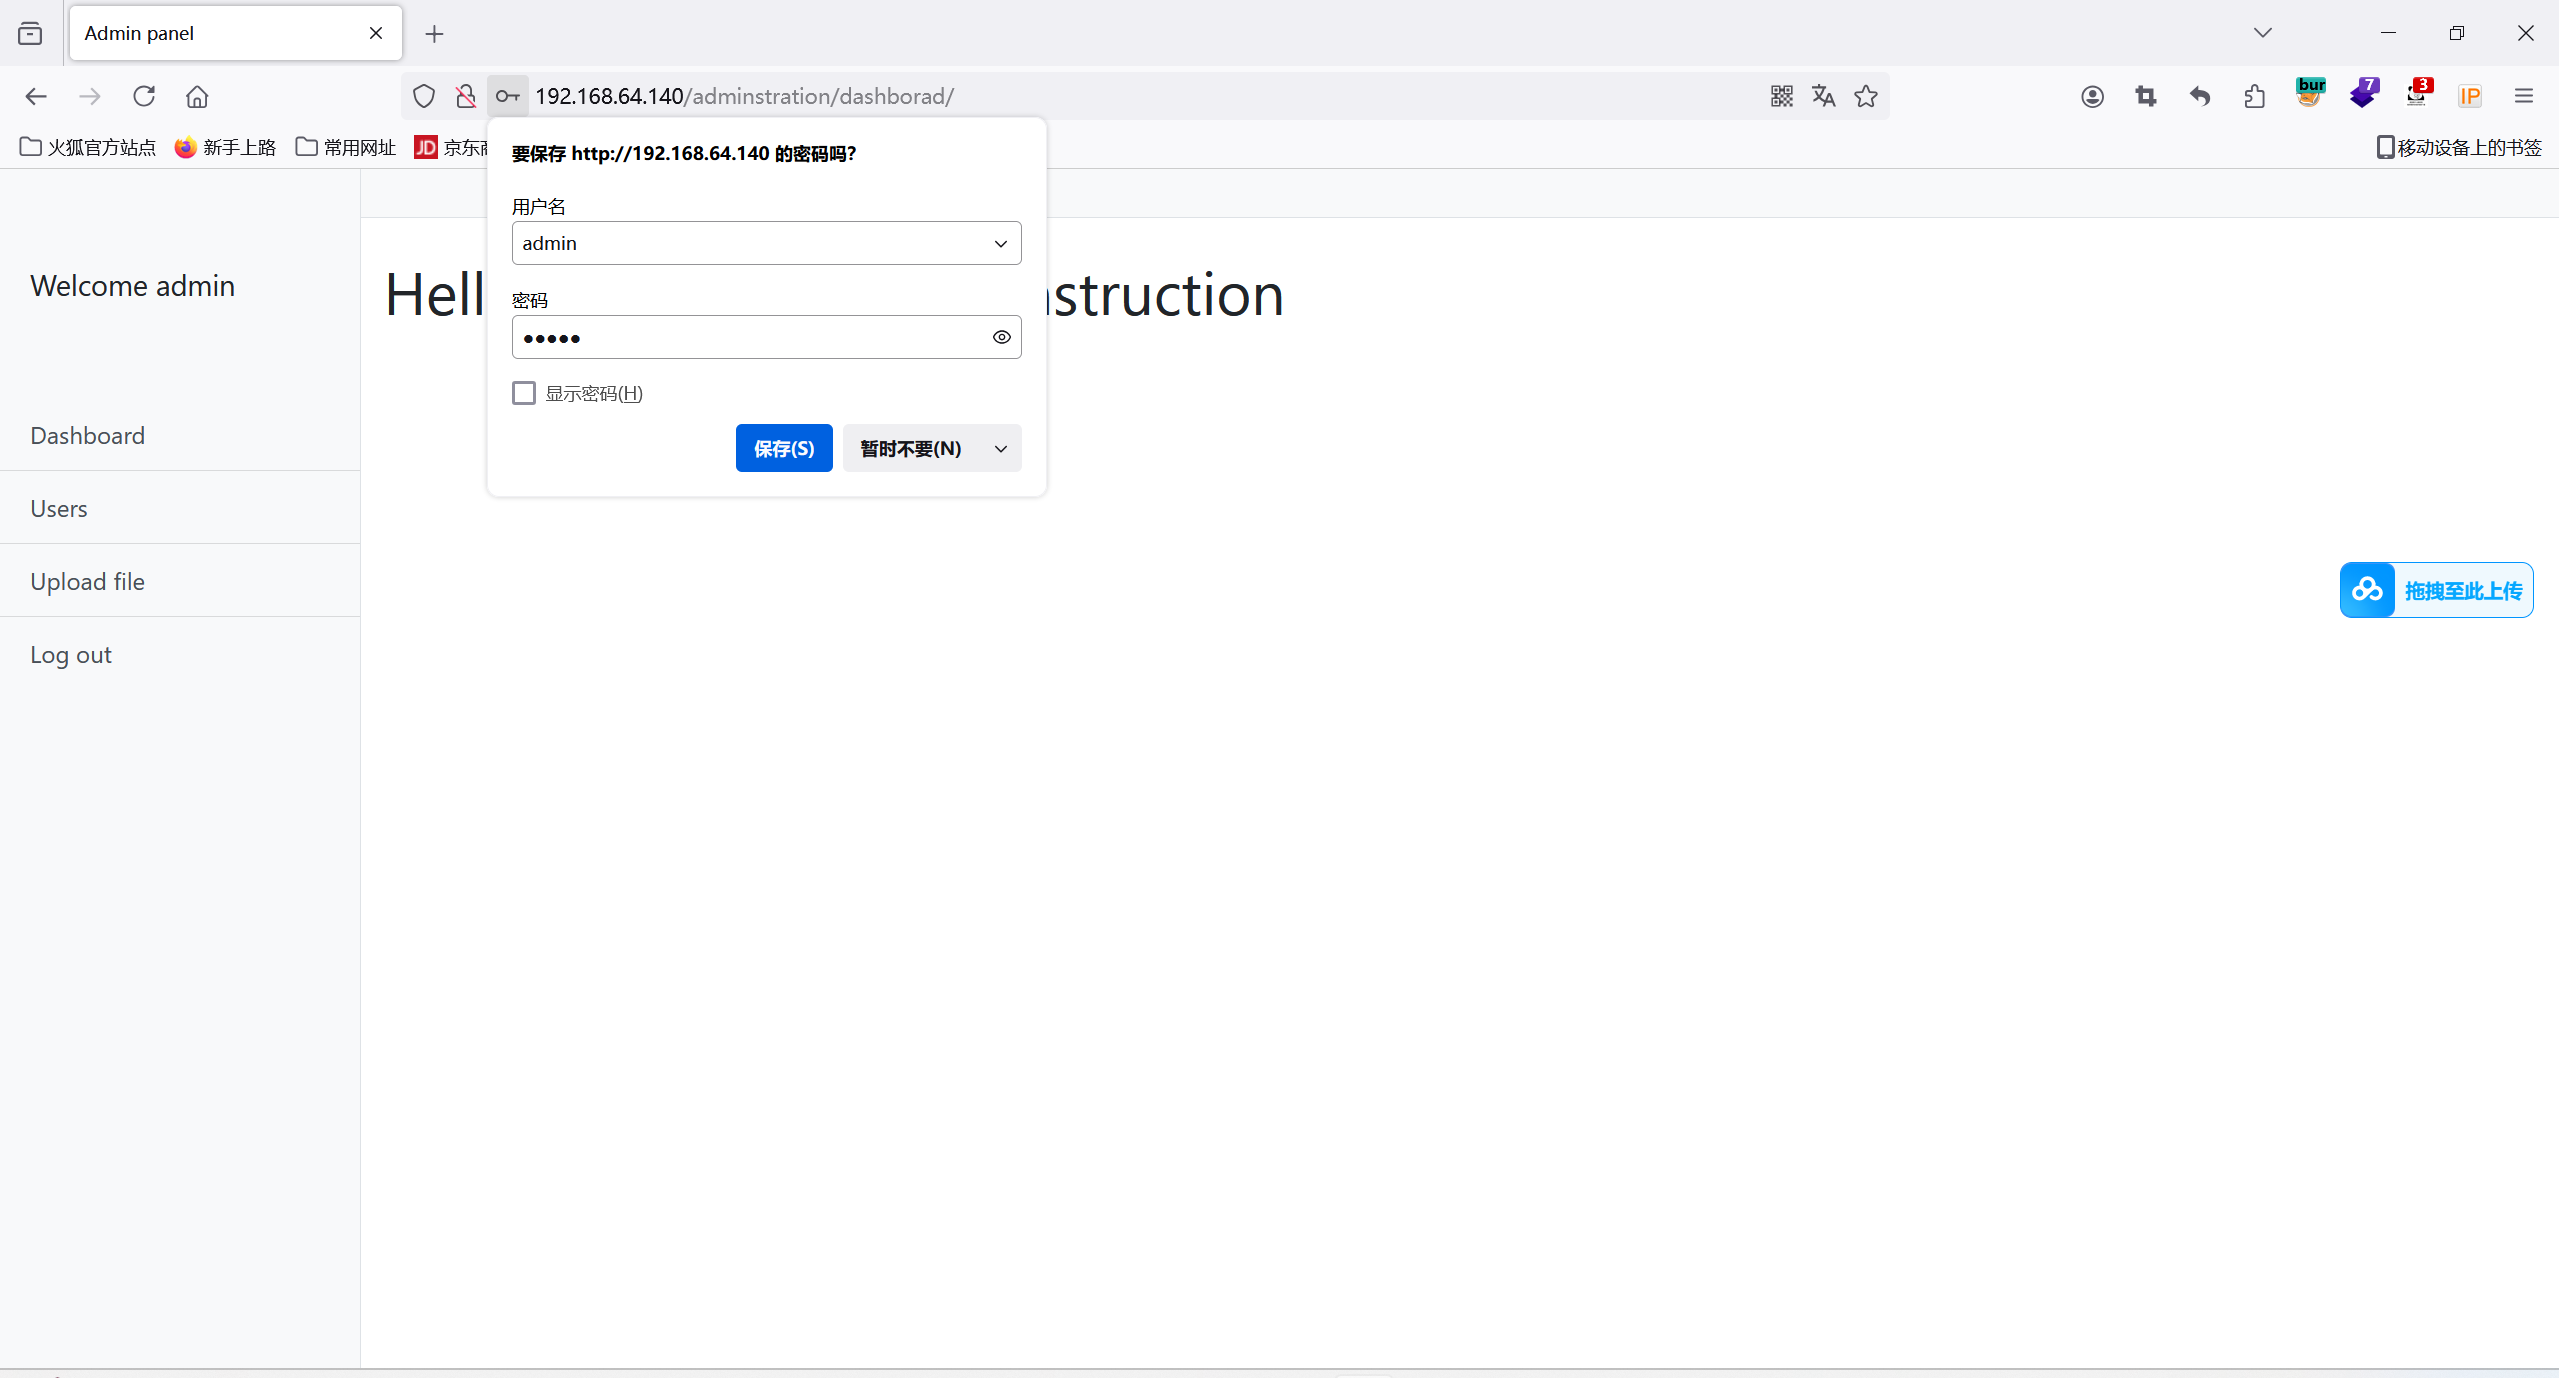 Admin panel
192.168.64.140/adminstration/dashborad/
bur
7
3
IP
火狐官方站点
新手上路
常用网址
JD
京东
移动设备上的书签
要保存 http://192.168.64.140 的密码吗?
用户名
admin
密码
显示密码(H)
保存(S)
暂时不要(N)
Welcome admin
Dashboard
Users
Upload file
Log out
Hell
struction
拖拽至此上传